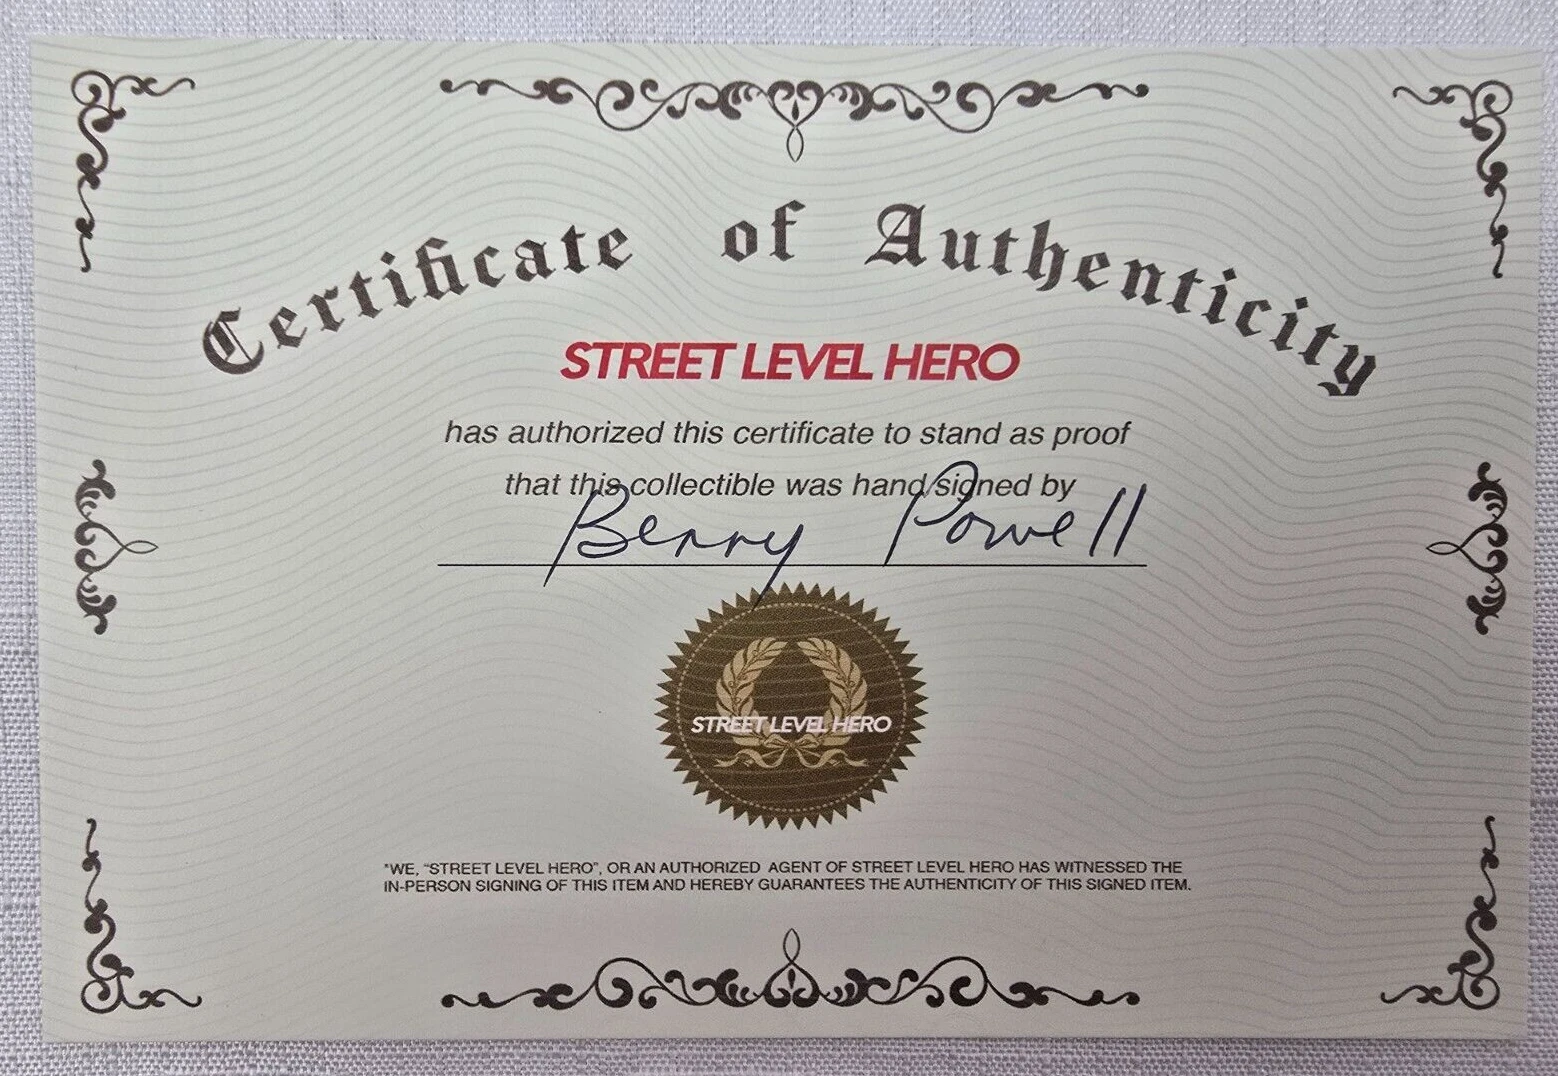 Certificate of Authenticity
STREET LEVEL HERO
has authorized this certificate to stand as proof
that this collectible was hand signed by
Benny Powell
STREET LEVEL HERO
"WE, "STREET LEVEL HERO", OR AN AUTHORIZED AGENT OF STREET LEVEL HERO HAS WITNESSED THE
IN-PERSON SIGNING OF THIS ITEM AND HEREBY GUARANTEES THE AUTHENTICITY OF THIS SIGNED ITEM.